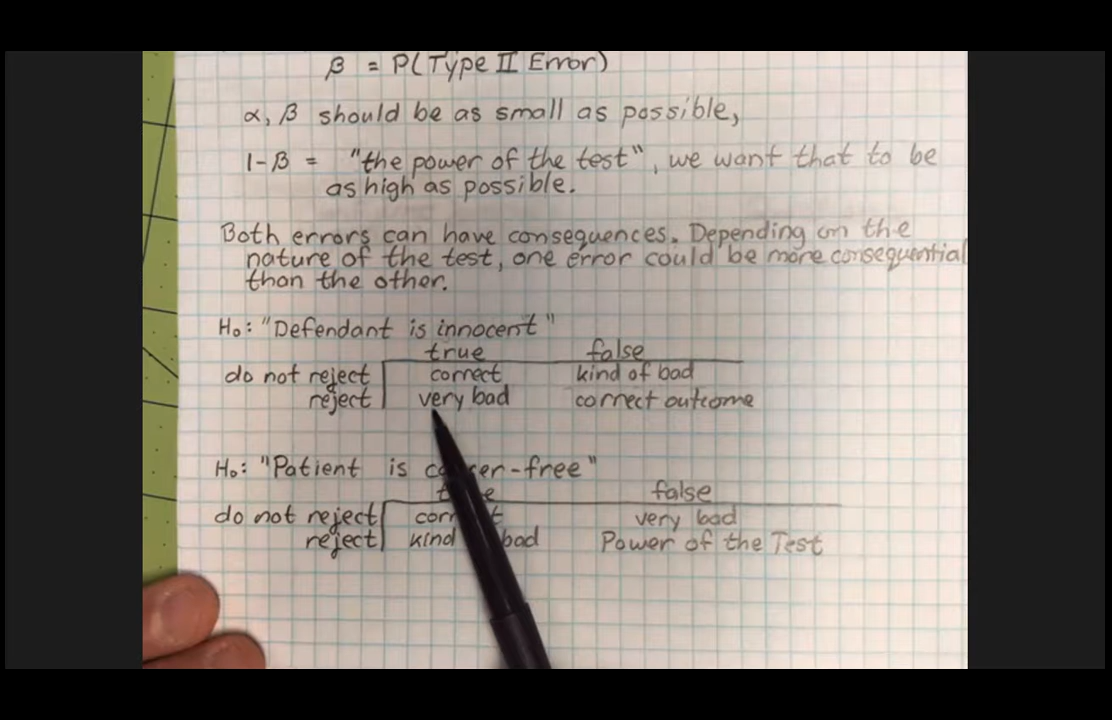 β = P(Type II Error)
α, β should be as small as possible,
1-β = "the power of the test", we want that to be
as high as possible.
Both errors can have consequences. Depending on the
nature of the test, one error could be more consequential
than the other.
H₀: "Defendant is innocent"
true false
do not reject correct kind of bad
reject very bad correct outcome
H₀: "Patient is -free"
false
do not reject very bad
reject kind bad Power of the Test